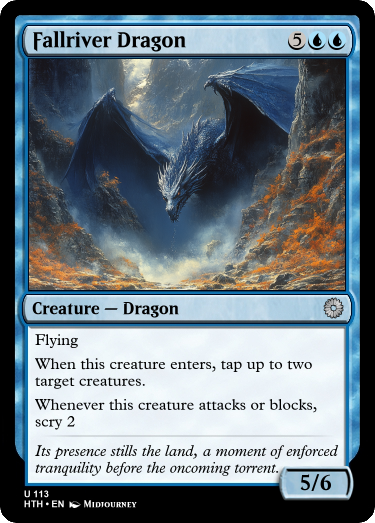 Fallriver Dragon 5
Creature — Dragon
Flying
When this creature enters, tap up to two
target creatures.
Whenever this creature attacks or blocks,
scry 2
Its presence stills the land, a moment of enforced
tranquility before the oncoming torrent.
5/6
U 113
HTH • EN Midjourney